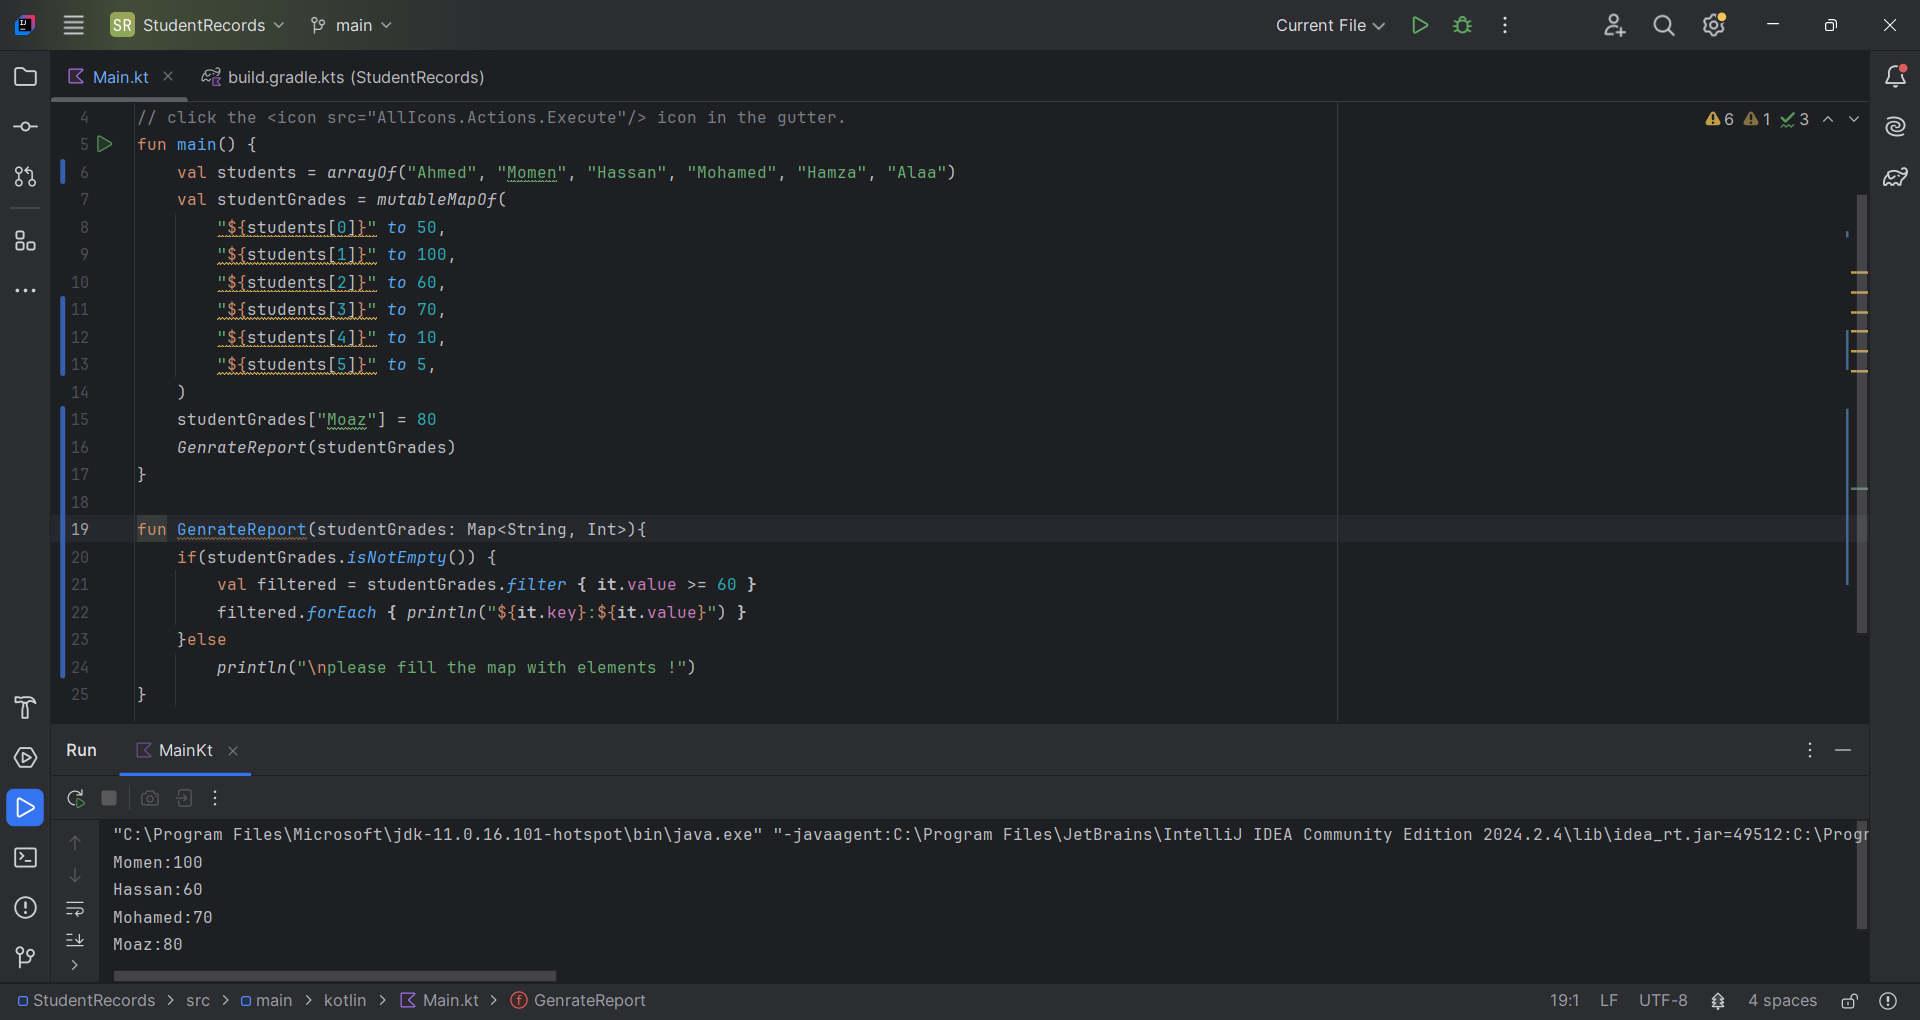 SR StudentRecords main Current File
Main.kt build.gradle.kts (StudentRecords)
4 // click the <icon src="AllIcons.Actions.Execute"/> icon in the gutter. 6 1 3
5 fun main() {
6 val students = arrayOf("Ahmed", "Momen", "Hassan", "Mohamed", "Hamza", "Alaa")
7 val studentGrades = mutableMapOf(
8 "${students[0]}" to 50,
9 "${students[1]}" to 100,
10 "${students[2]}" to 60,
11 "${students[3]}" to 70,
12 "${students[4]}" to 10,
13 "${students[5]}" to 5,
14 )
15 studentGrades["Moaz"] = 80
16 GenrateReport(studentGrades)
17 }
18
19 fun GenrateReport(studentGrades: Map<String, Int>){
20 if(studentGrades.isNotEmpty()) {
21 val filtered = studentGrades.filter { it.value >= 60 }
22 filtered.forEach { println("${it.key}:${it.value}") }
23 }else
24 println("\nplease fill the map with elements !")
25 }
Run MainKt
"C:\Program Files\Microsoft\jdk-11.0.16.101-hotspot\bin\java.exe" "-javaagent:C:\Program Files\JetBrains\IntelliJ IDEA Community Edition 2024.2.4\lib\idea_rt.jar=49512:C:\Progr
Momen:100
Hassan:60
Mohamed:70
Moaz:80
StudentRecords > src > main > kotlin > Main.kt > GenrateReport 19:1 LF UTF-8 4 spaces